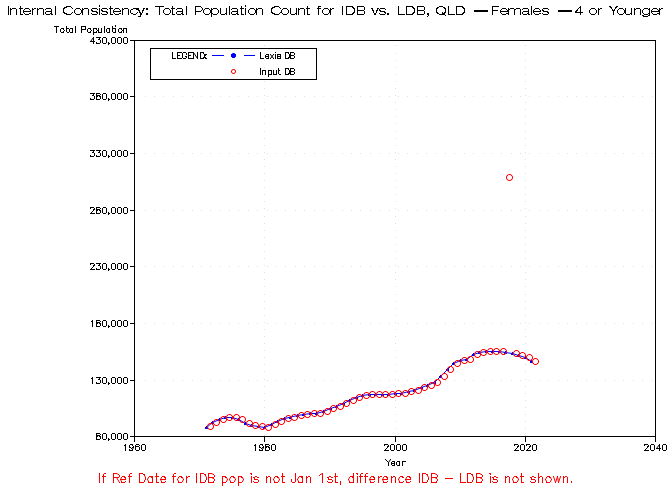 Internal Consistency: Total Population Count for IDB vs. LDB, QLD — Females — 4 or Younger
Total Population
430,000
380,000
330,000
280,000
230,000
180,000
130,000
80,000
LEGEND: Lexis DB
Input DB
1960 1980 2000 2020 2040
Year
If Ref Date for IDB pop is not Jan 1st, difference IDB – LDB is not shown.